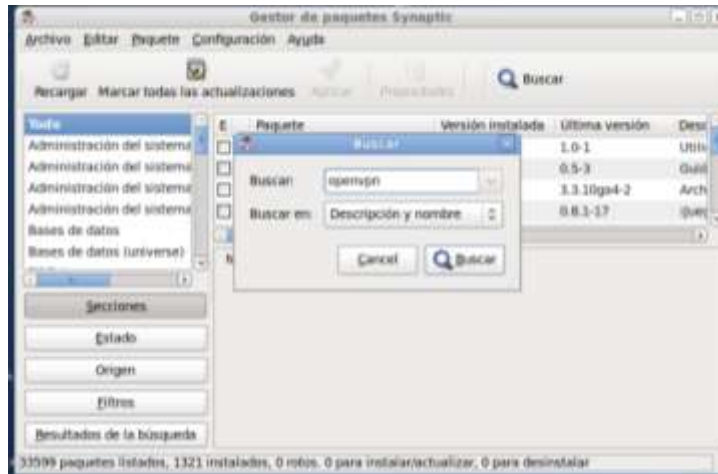 Gestor de paquetes Synaptic
Archivo Editar Paquete Configuración Ayuda
Recargar Marcar todas las actualizaciones Aplicar Propiedades Buscar
Todo
Administración del sistema
Administración del sistema
Administración del sistema
Administración del sistema
Bases de datos
Bases de datos (universe)
E Paquete Versión instalada Última versión
1.0-1
0.5-3
3.3.10ga4-2
0.8.1-17
Buscar
Buscar: openvpn
Buscar en: Descripción y nombre
Cancel Buscar
Secciones
Estado
Origen
Filtros
Resultados de la búsqueda
33599 paquetes listados, 1321 instalados, 0 rotos. 0 para instalar/actualizar, 0 para desinstalar